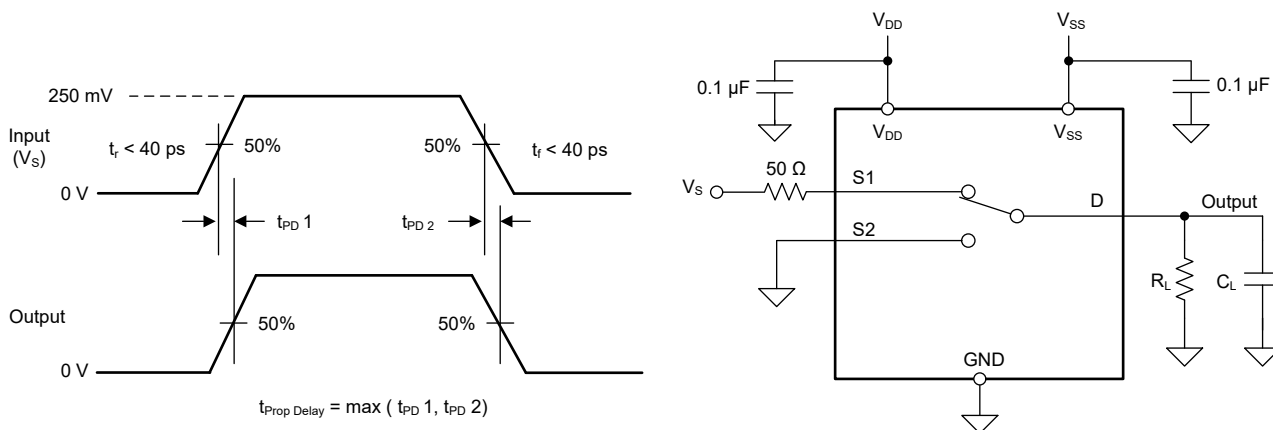 250 mV
Input
(VS)
tr < 40 ps
50%
50%
tf < 40 ps
0 V
tPD 1
tPD 2
Output
50%
50%
0 V
tProp Delay = max ( tPD 1, tPD 2)
VDD
VSS
0.1 µF
0.1 µF
VDD
VSS
50 Ω
VS
S1
D
Output
S2
RL
CL
GND